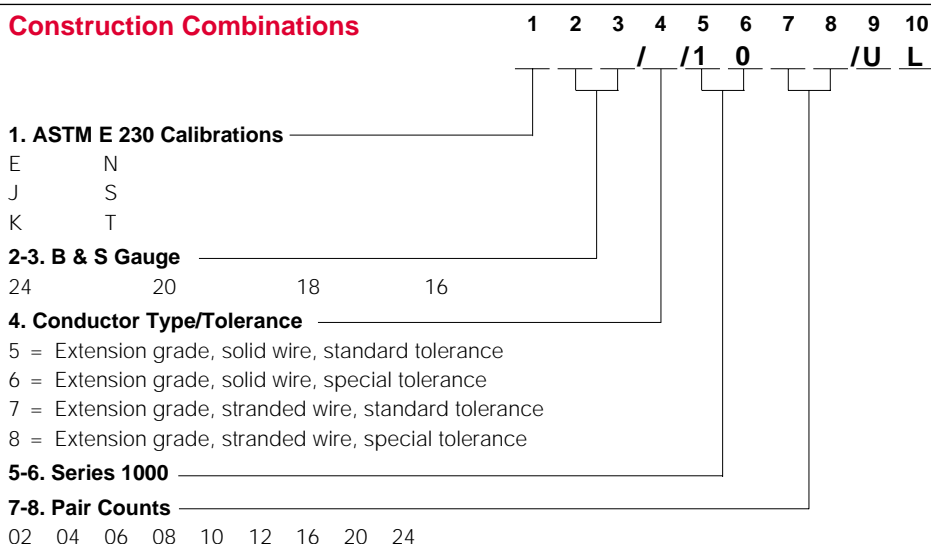 Construction Combinations 1 2 3 4 5 6 7 8 9 10
/ /1 0 /U L
1. ASTM E 230 Calibrations
E N
J S
K T
2-3. B & S Gauge
24 20 18 16
4. Conductor Type/Tolerance
5 = Extension grade, solid wire, standard tolerance
6 = Extension grade, solid wire, special tolerance
7 = Extension grade, stranded wire, standard tolerance
8 = Extension grade, stranded wire, special tolerance
5-6. Series 1000
7-8. Pair Counts
02 04 06 08 10 12 16 20 24